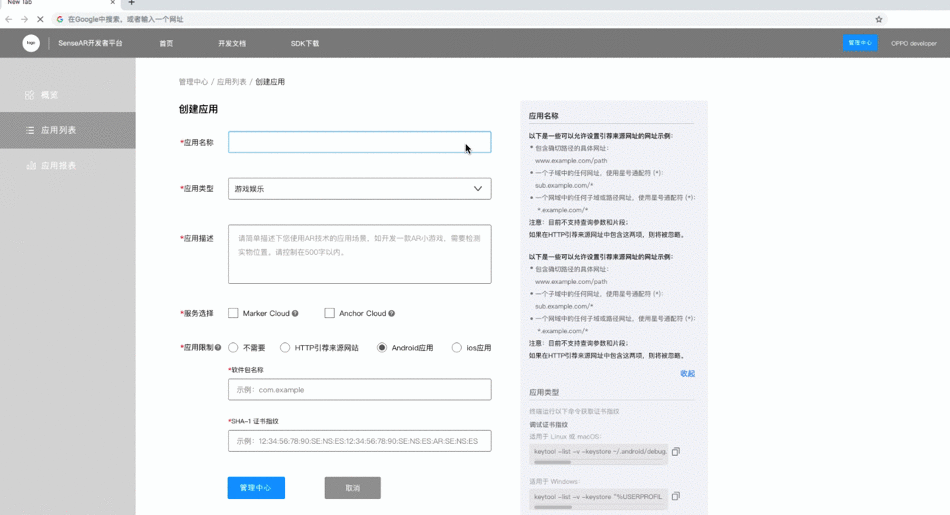 New Tab
在Google中搜索，或者输入一个网址
logo
SenseAR开发者平台
首页
开发文档
SDK下载
管理中心
OPPO developer
概览
应用列表
应用报表
管理中心 / 应用列表 / 创建应用
创建应用
*应用名称
*应用类型
游戏娱乐
*应用描述
请简单描述下您使用AR技术的应用场景，如开发一款AR小游戏，需要检测
实物位置，请控制在500字以内。
*服务选择
Marker Cloud
Anchor Cloud
*应用限制
不需要
HTTP引荐来源网站
Android应用
ios应用
*软件包名称
示例：com.example
*SHA-1 证书指纹
示例：12:34:56:78:90:SE:NS:ES:12:34:56:78:90:SE:NS:ES:AR:SE:NS:ES
管理中心
取消
应用名称
以下是一些可以允许设置引荐来源网址的网址示例：
* 包含确切路径的具体网址：
www.example.com/path
* 一个子域中的任何网址，使用星号通配符 (*)：
sub.example.com/*
* 一个网域中的任何子域或路径网址，使用星号通配符 (*)：
*.example.com/*
注意：目前不支持查询参数和片段；
如果在HTTP引荐来源网址中包含这两项，则将被忽略。
以下是一些可以允许设置引荐来源网址的网址示例：
* 包含确切路径的具体网址：
www.example.com/path
* 一个子域中的任何网址，使用星号通配符 (*)：
sub.example.com/*
* 一个网域中的任何子域或路径网址，使用星号通配符 (*)：
*.example.com/*
注意：目前不支持查询参数和片段；
如果在HTTP引荐来源网址中包含这两项，则将被忽略。
收起
应用类型
终端运行以下命令获取证书指纹
调试证书指纹
适用于 Linux 或 macOS：
keytool -list -v -keystore ~/.android/debug.
适用于 Windows：
keytool -list -v -keystore "%USERPROFIL